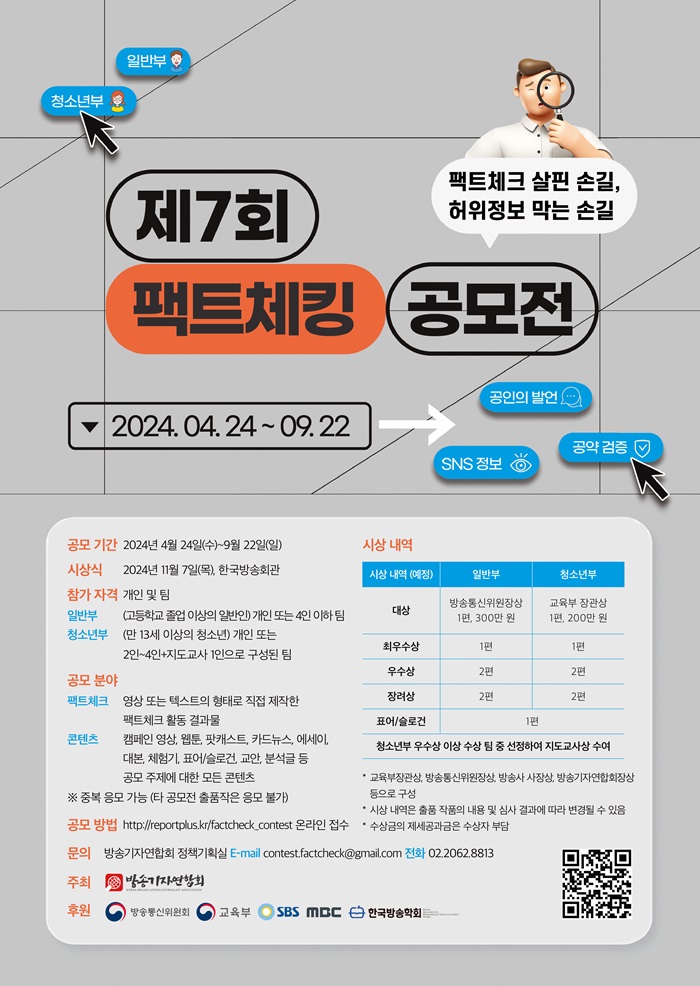 일반부
청소년부
팩트체크 살핀 손길,
허위정보 막는 손길
제7회
팩트체킹 공모전
2024. 04. 24 ~ 09. 22
공인의 발언
공약 검증
SNS 정보
공모 기간 2024년 4월 24일(수)~9월 22일(일)
시상식 2024년 11월 7일(목), 한국방송회관
참가 자격 개인 및 팀
일반부 (고등학교 졸업 이상의 일반인) 개인 또는 4인 이하 팀
청소년부 (만 13세 이상의 청소년) 개인 또는
2인~4인+지도교사 1인으로 구성된 팀
공모 분야
팩트체크 영상 또는 텍스트의 형태로 직접 제작한
팩트체크 활동 결과물
콘텐츠 캠페인 영상, 웹툰, 팟캐스트, 카드뉴스, 에세이,
대본, 체험기, 표어/슬로건, 교안, 분석글 등
공모 주제에 대한 모든 콘텐츠
※ 중복 응모 가능 (타 공모전 출품작은 응모 불가)
공모 방법 http://reportplus.kr/factcheck_contest 온라인 접수
시상 내역
시상 내역 (예정) 일반부 청소년부
대상 방송통신위원장상 1편, 300만 원 교육부 장관상 1편, 200만 원
최우수상 1편 1편
우수상 2편 2편
장려상 2편 2편
표어/슬로건 1편
청소년부 우수상 이상 수상 팀 중 선정하여 지도교사상 수여
* 교육부장관상, 방송통신위원장상, 방송사 사장상, 방송기자연합회장상
등으로 구성
* 시상 내역은 출품 작품의 내용 및 심사 결과에 따라 변경될 수 있음
* 수상금의 제세공과금은 수상자 부담
문의 방송기자연합회 정책기획실 E-mail contest.factcheck@gmail.com 전화 02.2062.8813
주최 방송기자연합회
후원 방송통신위원회 교육부 SBS MBC 한국방송학회